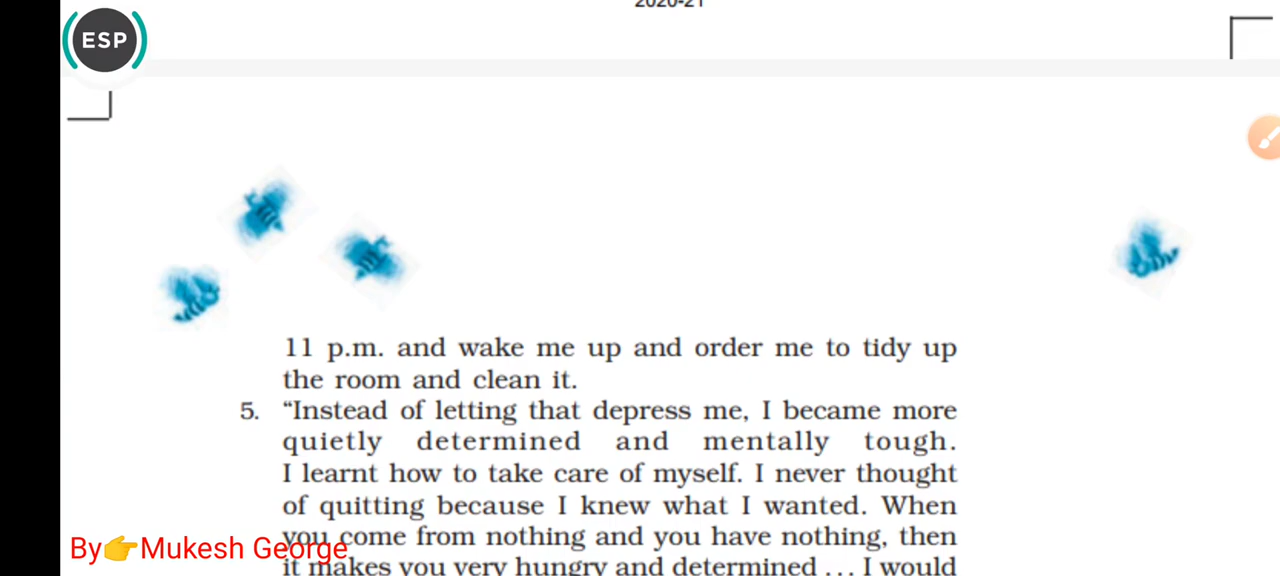 2020-21
ESP
11 p.m. and wake me up and order me to tidy up
the room and clean it.
5. “Instead of letting that depress me, I became more
quietly determined and mentally tough.
I learnt how to take care of myself. I never thought
of quitting because I knew what I wanted. When
you come from nothing and you have nothing, then
it makes you very hungry and determined ... I would
By👉Mukesh George